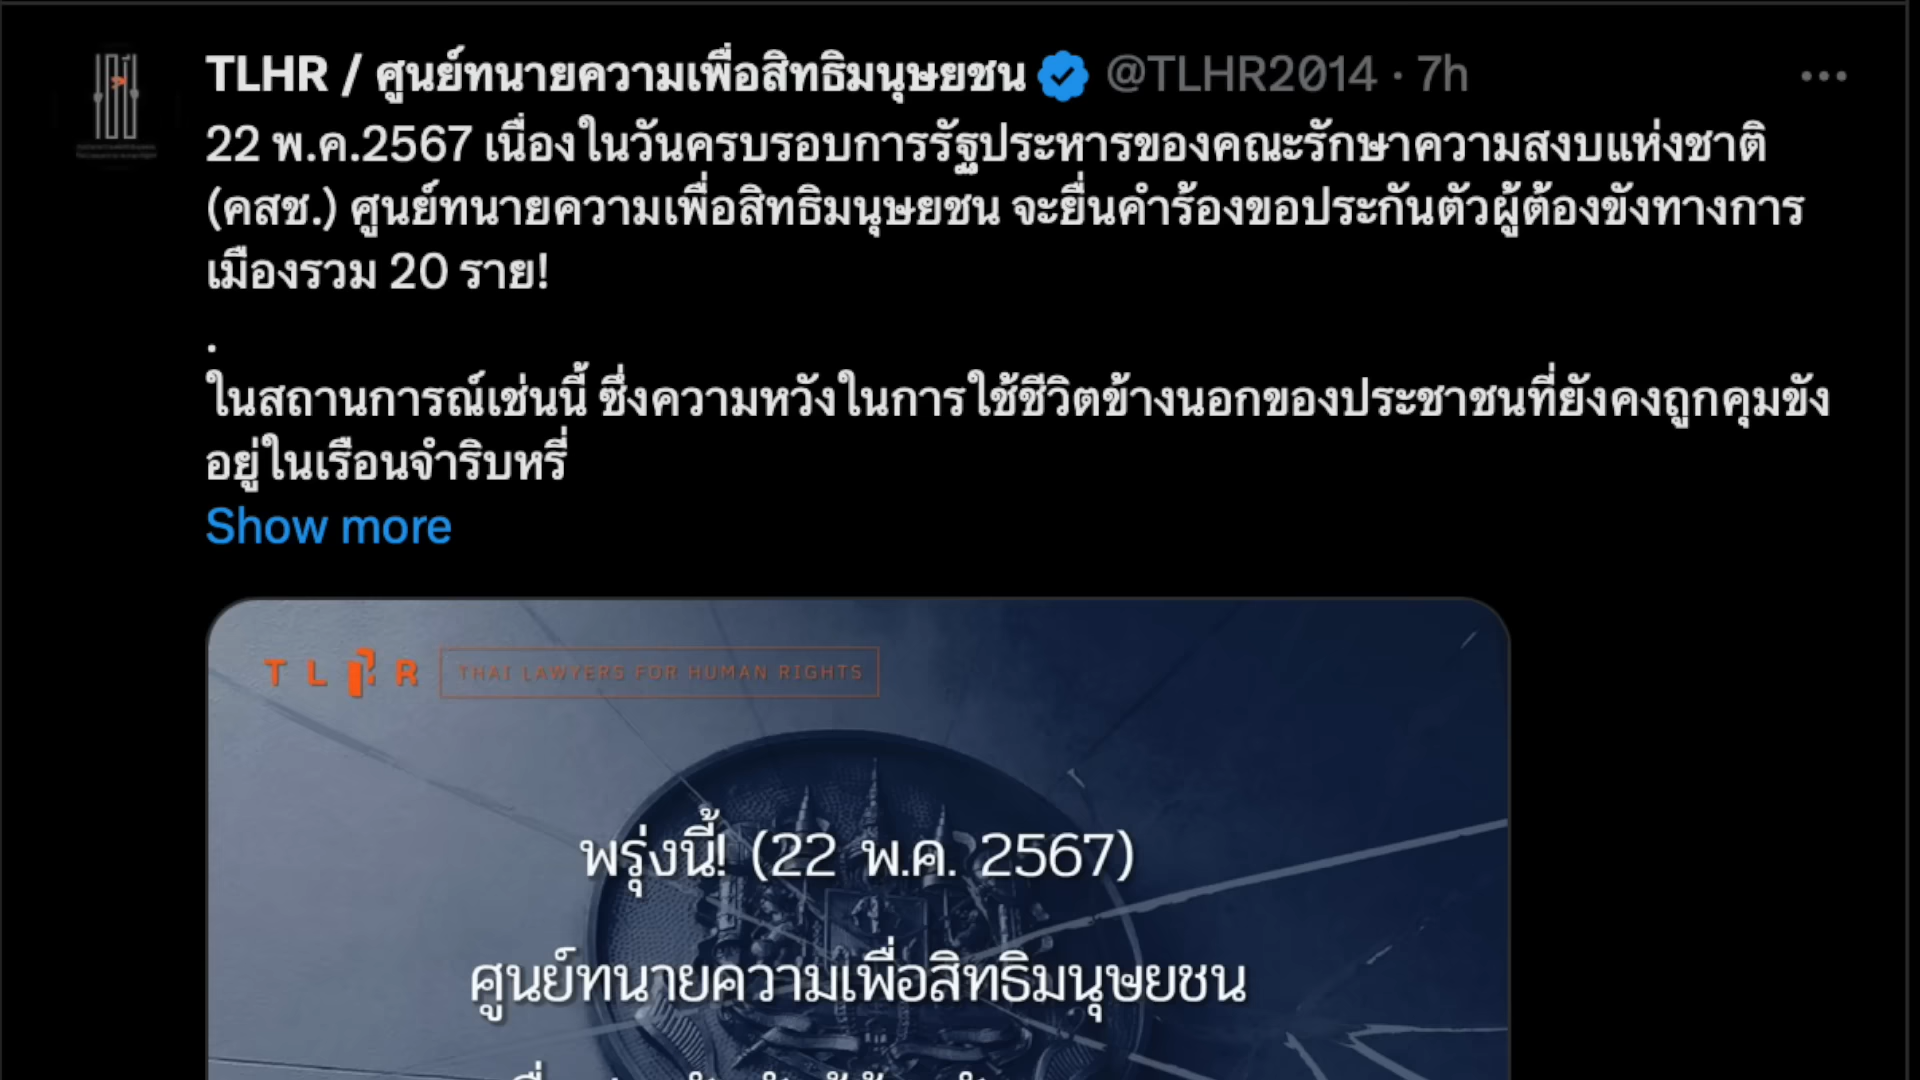 TLHR / ศูนย์ทนายความเพื่อสิทธิมนุษยชน @TLHR2014 · 7h
22 พ.ค.2567 เนื่องในวันครบรอบการรัฐประหารของคณะรักษาความสงบแห่งชาติ
(คสช.) ศูนย์ทนายความเพื่อสิทธิมนุษยชน จะยื่นคำร้องขอประกันตัวผู้ต้องขังทางการ
เมืองรวม 20 ราย!
.
ในสถานการณ์เช่นนี้ ซึ่งความหวังในการใช้ชีวิตข้างนอกของประชาชนที่ยังคงถูกคุมขัง
อยู่ในเรือนจำริบหรี่
Show more
TLHR THAI LAWYERS FOR HUMAN RIGHTS
พรุ่งนี้! (22 พ.ค. 2567)
ศูนย์ทนายความเพื่อสิทธิมนุษยชน